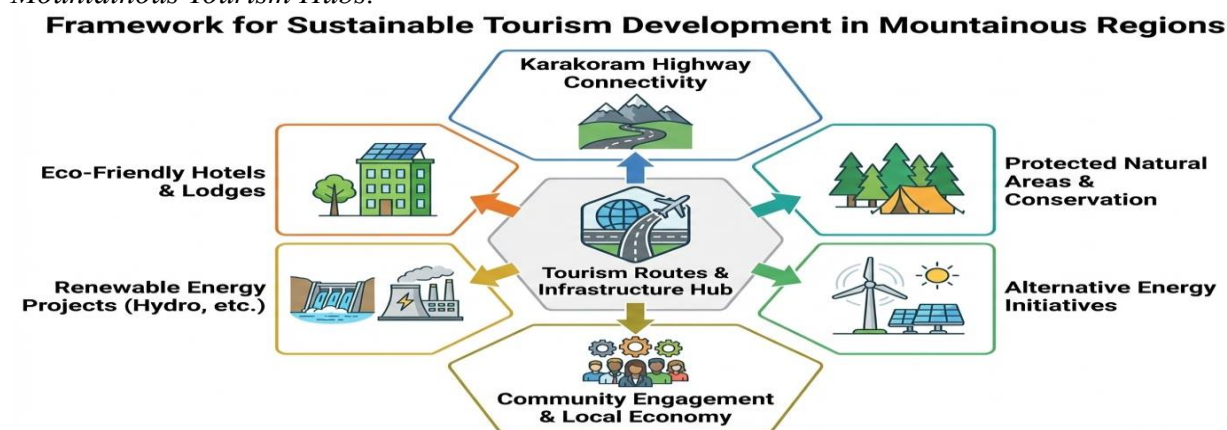 Mountainous Tourism Hubs.
Framework for Sustainable Tourism Development in Mountainous Regions
Karakoram Highway
Connectivity
Eco-Friendly Hotels
& Lodges
Protected Natural
Areas &
Conservation
Tourism Routes &
Infrastructure Hub
Renewable Energy
Projects (Hydro, etc.)
Alternative Energy
Initiatives
Community Engagement
& Local Economy